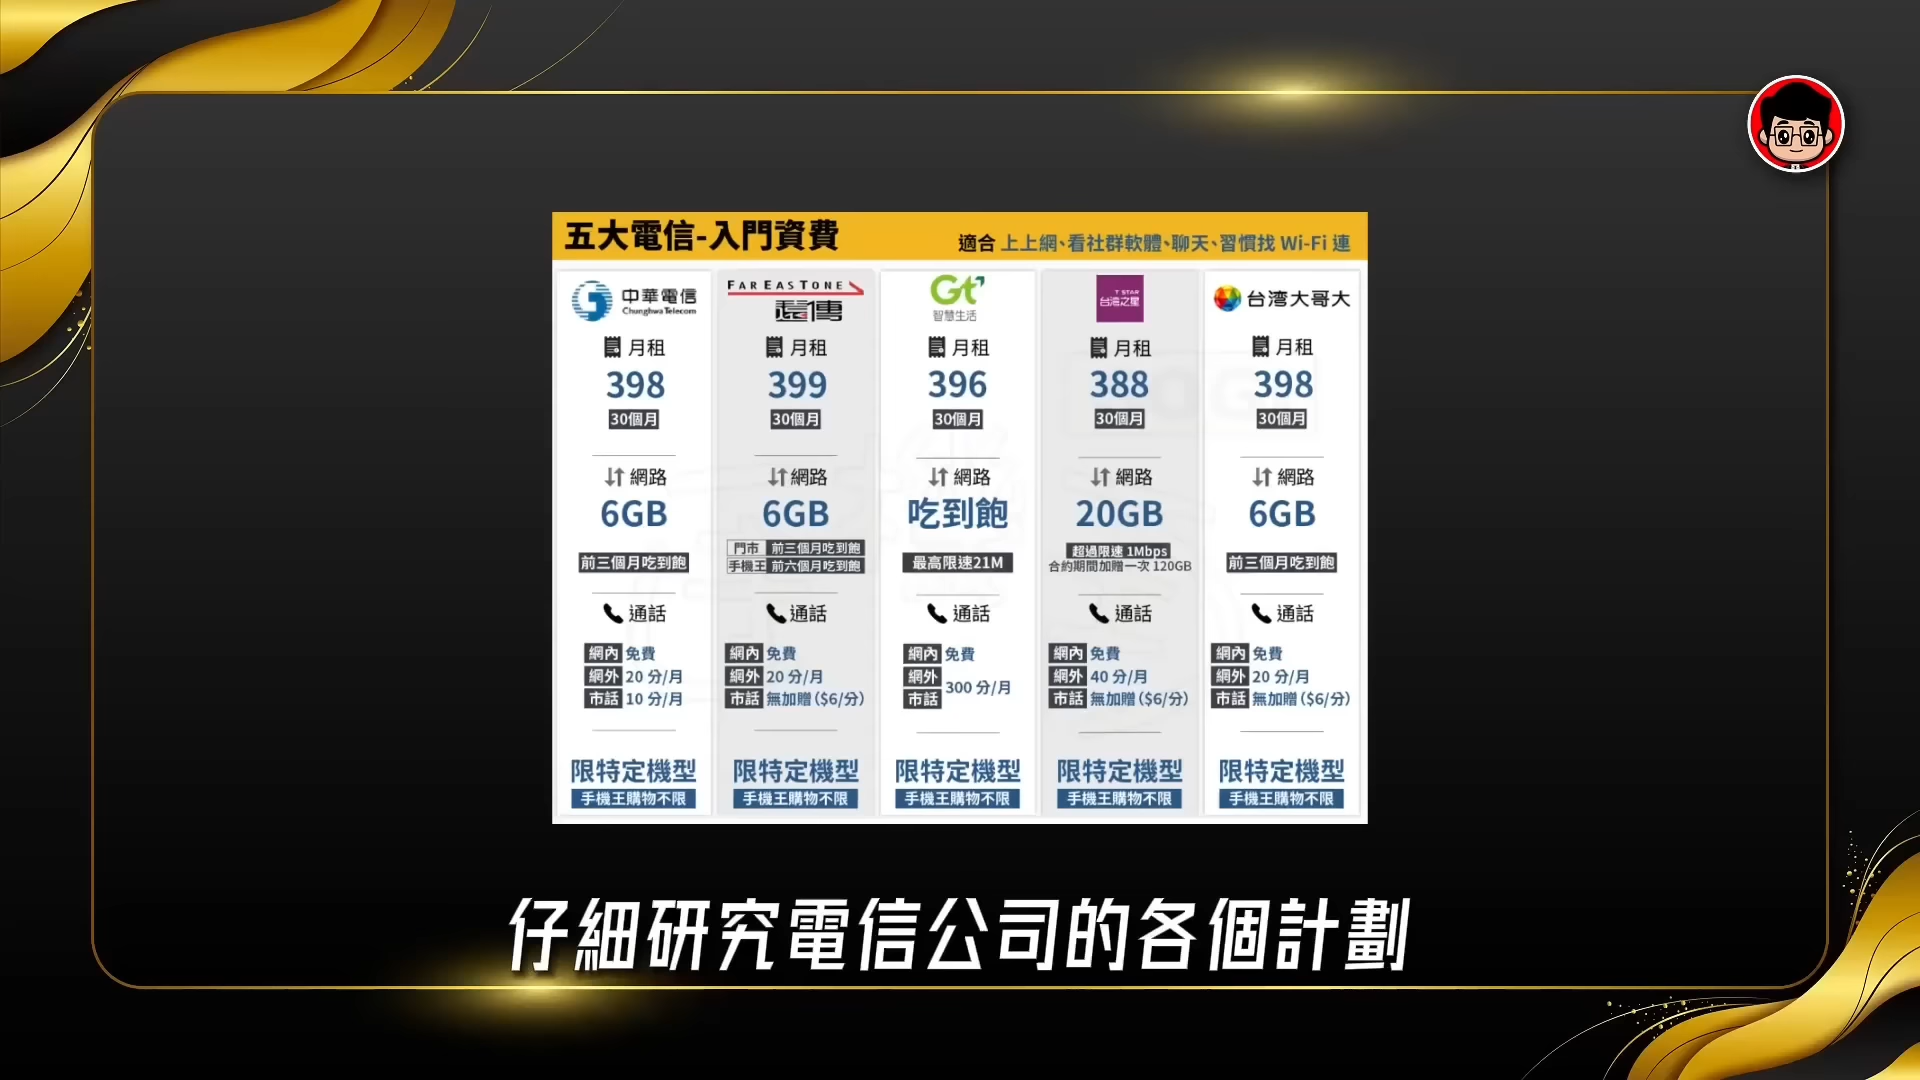 五大電信-入門資費
適合 上上網、看社群軟體、聊天、習慣找 Wi-Fi 連
中華電信
Chunghwa Telecom
月租
398
30個月
網路
6GB
前三個月吃到飽
通話
網內 免費
網外 20 分/月
市話 10 分/月
限特定機型
手機王購物不限
FAREASTONE
遠傳
月租
399
30個月
網路
6GB
門市 前三個月吃到飽
手機王 前六個月吃到飽
通話
網內 免費
網外 20 分/月
市話 無加贈($6/分)
限特定機型
手機王購物不限
Gt
智慧生活
月租
396
30個月
網路
吃到飽
最高限速21M
通話
網內 免費
網外
市話 300 分/月
限特定機型
手機王購物不限
T STAR
台灣之星
月租
388
30個月
網路
20GB
超過限速 1Mbps
合約期間加贈一次 120GB
通話
網內 免費
網外 40 分/月
市話 無加贈($6/分)
限特定機型
手機王購物不限
台灣大哥大
月租
398
30個月
網路
6GB
前三個月吃到飽
通話
網內 免費
網外 20 分/月
市話 無加贈($6/分)
限特定機型
手機王購物不限
仔細研究電信公司的各個計劃